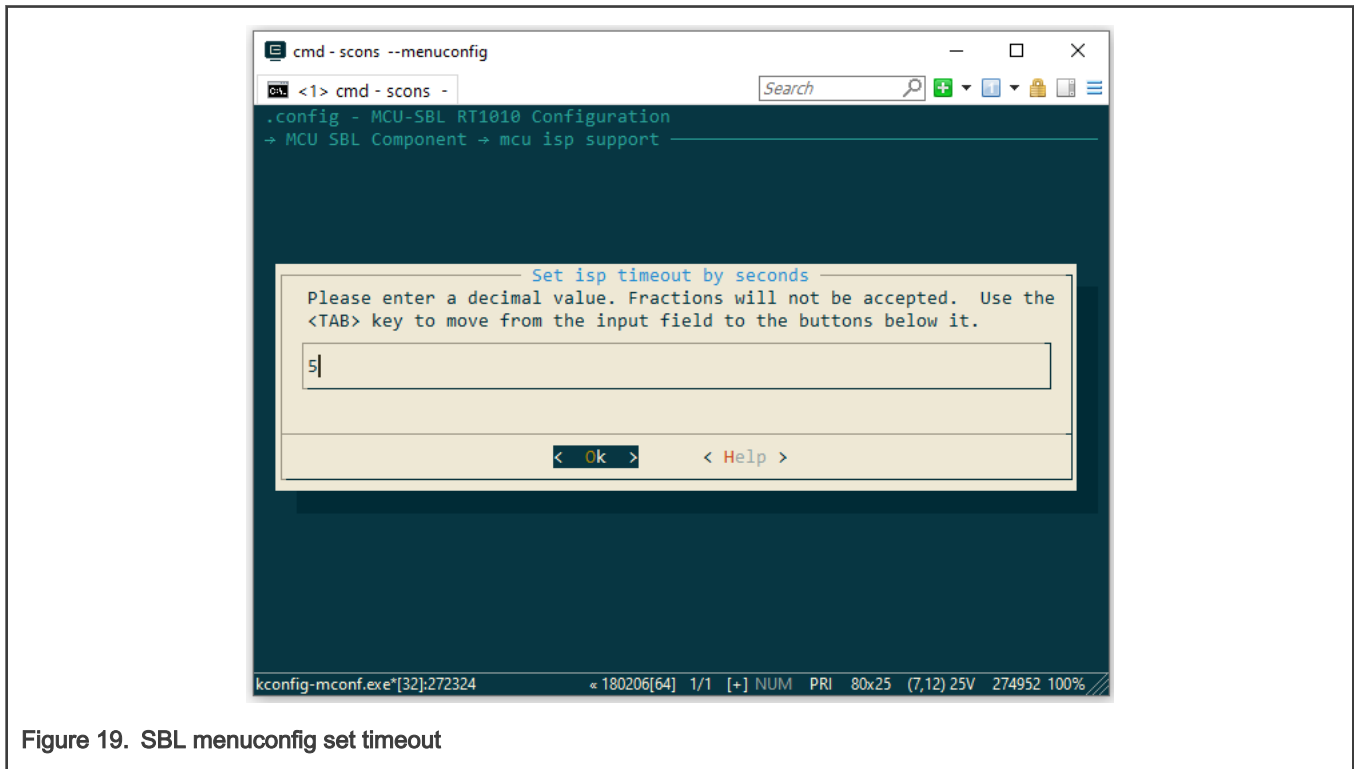 cmd - scons --menuconfig
<1> cmd - scons -
Search
.config - MCU-SBL RT1010 Configuration
→ MCU SBL Component → mcu isp support
Set isp timeout by seconds
Please enter a decimal value. Fractions will not be accepted. Use the
<TAB> key to move from the input field to the buttons below it.
5
< Ok > < Help >
kconfig-mconf.exe*[32]:272324 « 180206[64] 1/1 [+] NUM PRI 80x25 (7,12) 25V 274952 100%
Figure 19. SBL menuconfig set timeout